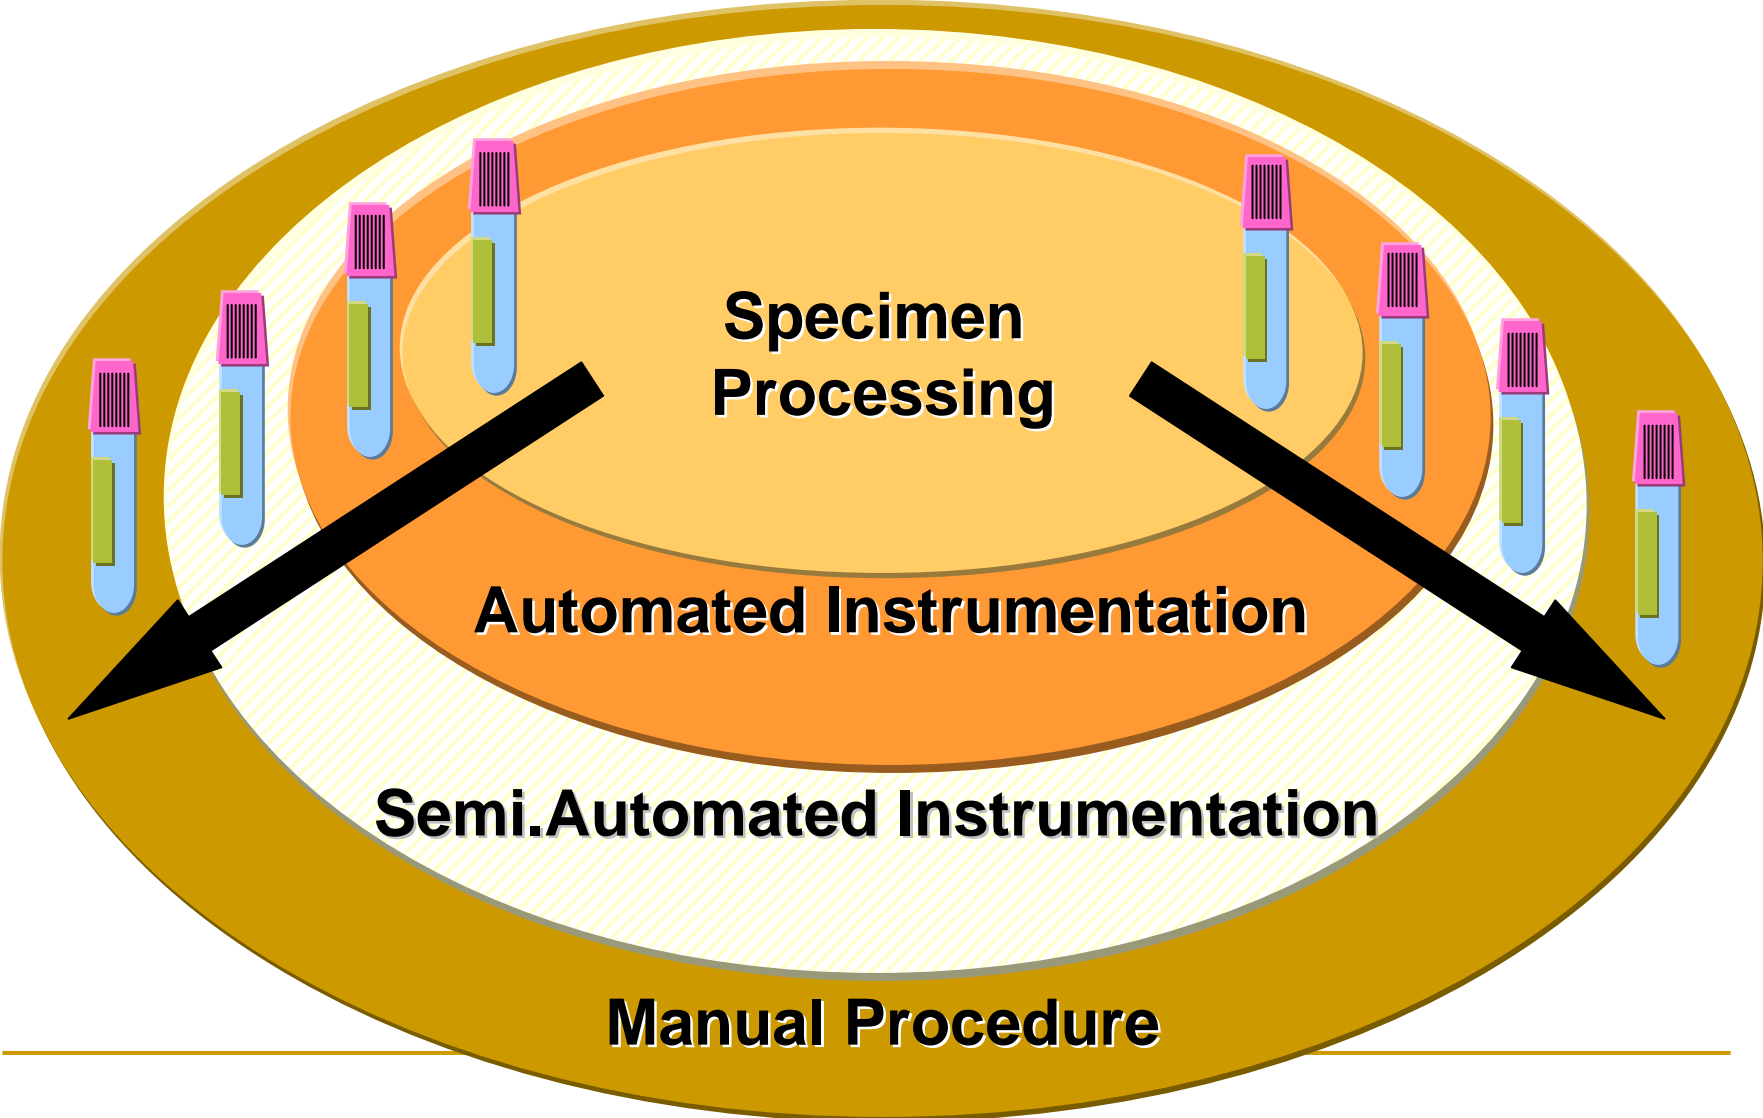 Specimen
Processing
Automated Instrumentation
Semi.Automated Instrumentation
Manual Procedure